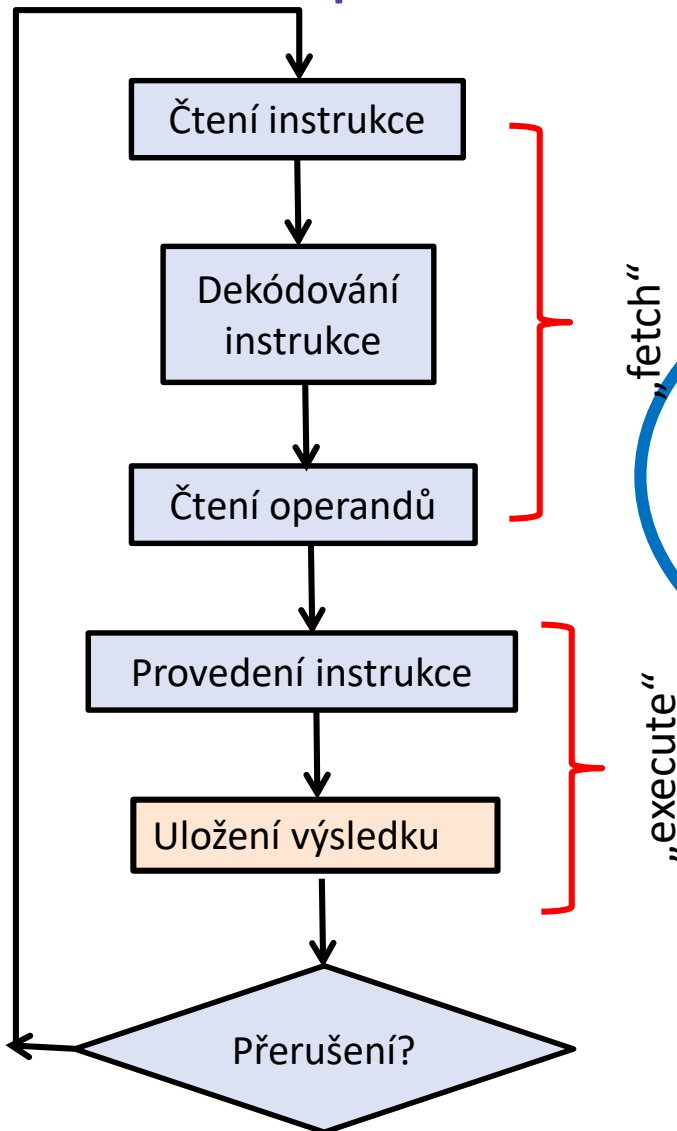 Čtení instrukce
Dekódování
instrukce
Čtení operandů
„fetch“
Provedení instrukce
Uložení výsledku
„execute“
Přerušení?